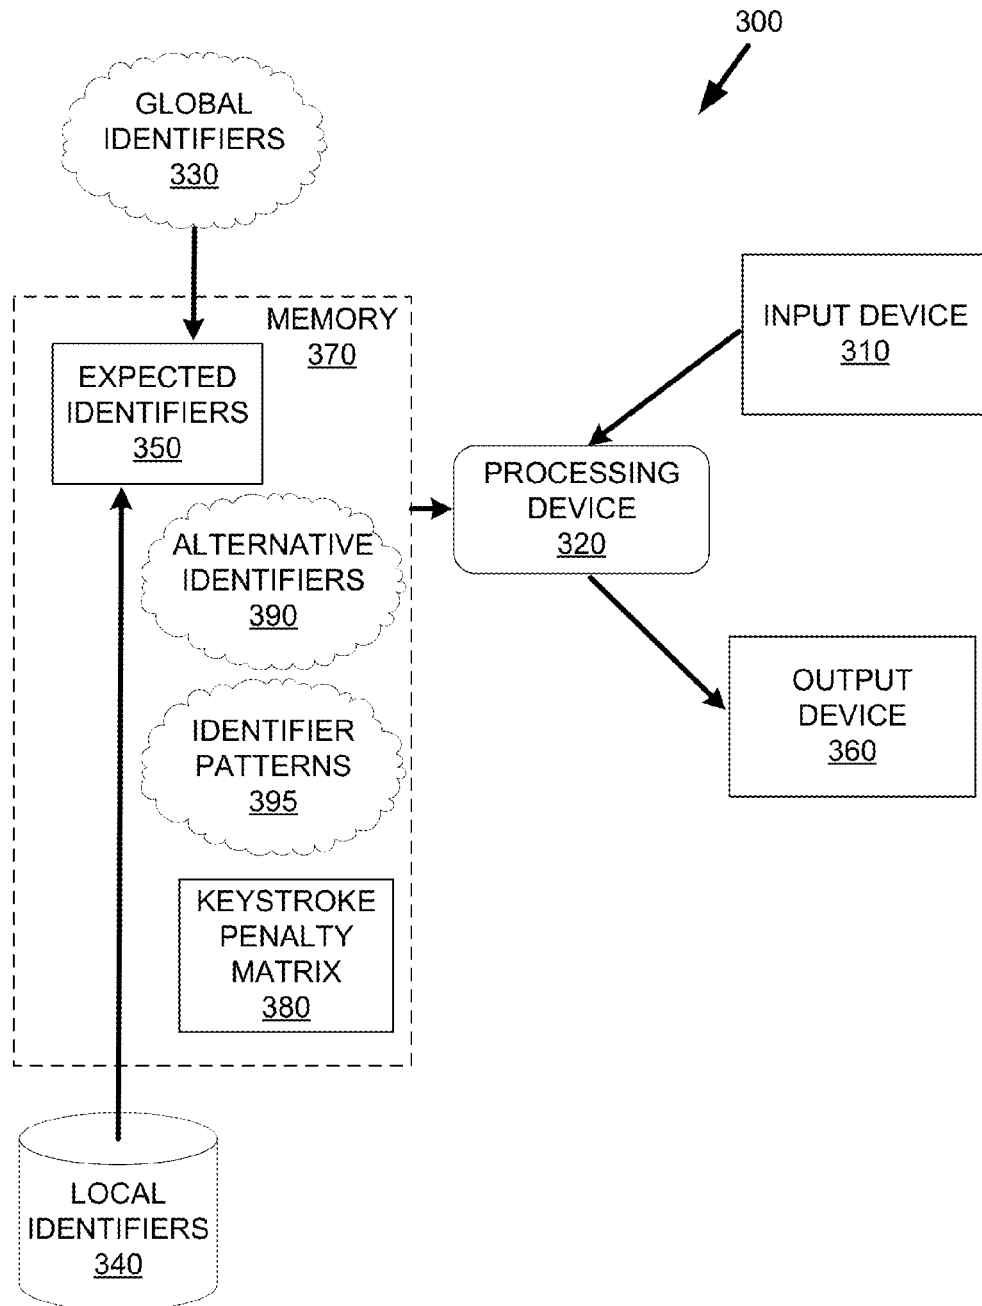 300
GLOBAL
IDENTIFIERS
330
MEMORY
370
EXPECTED
IDENTIFIERS
350
INPUT DEVICE
310
PROCESSING
DEVICE
320
ALTERNATIVE
IDENTIFIERS
390
IDENTIFIER
PATTERNS
395
OUTPUT
DEVICE
360
KEYSTROKE
PENALTY
MATRIX
380
LOCAL
IDENTIFIERS
340